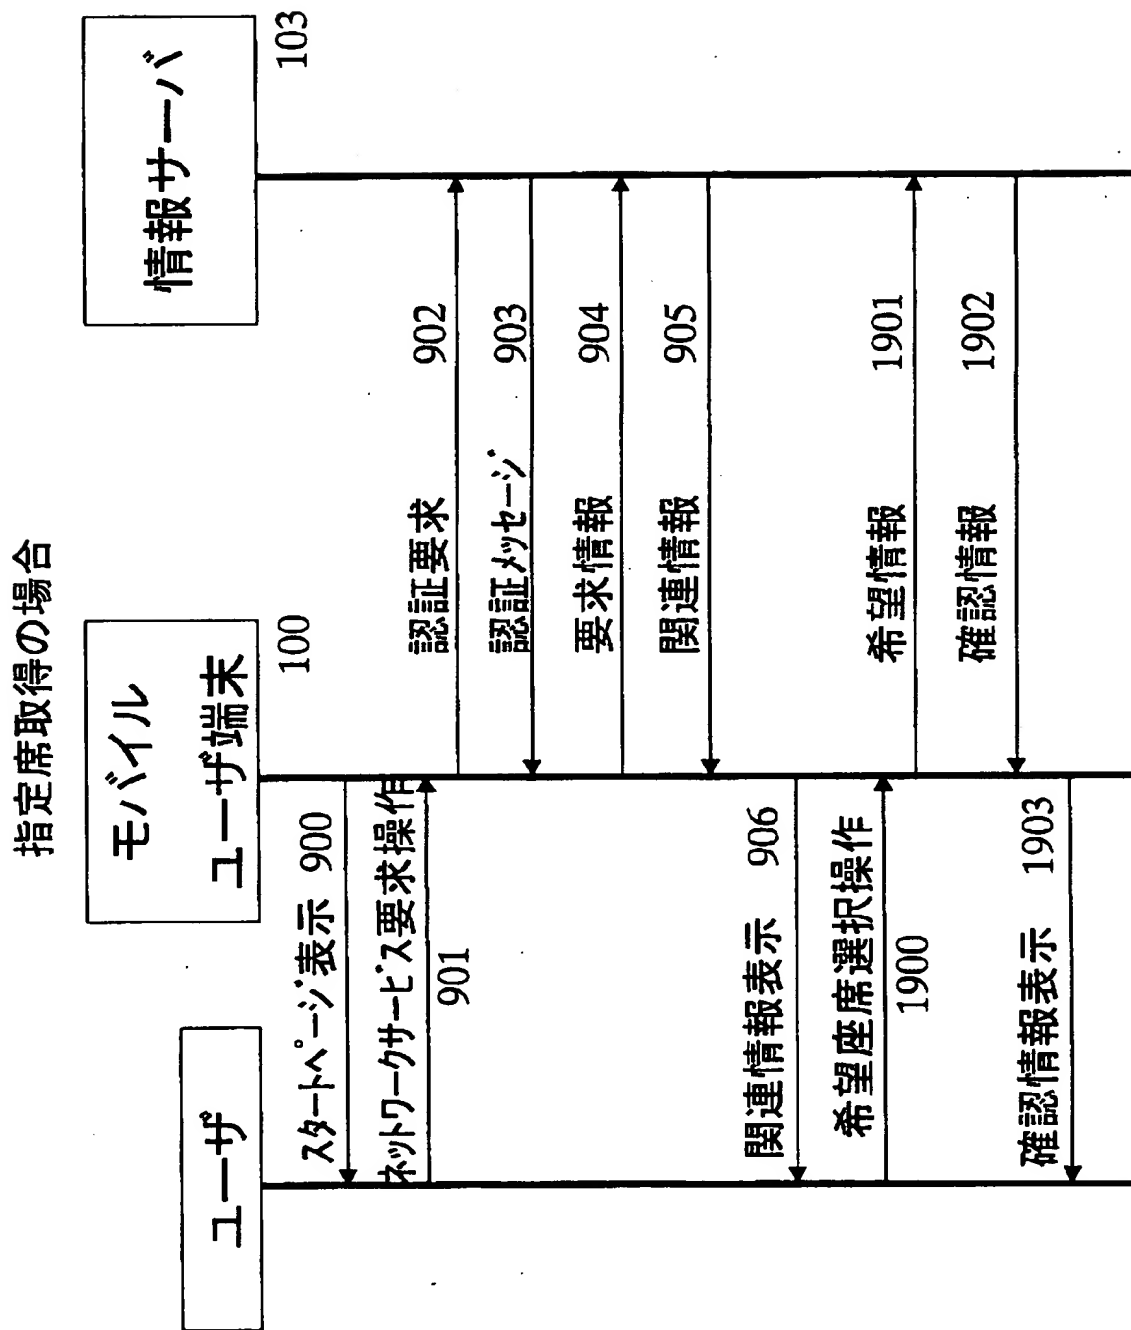 指定席取得の場合
ユーザ
モバイル
ユーザ端末
100
情報サーバ
103
スタートページ表示 900
ネットワークサービス要求操作
901
認証要求 902
認証メッセージ 903
要求情報 904
関連情報 905
関連情報表示 906
希望座席選択操作
1900
希望情報 1901
確認情報 1902
確認情報表示 1903